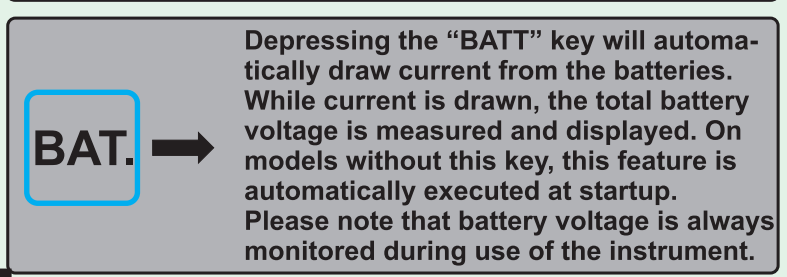 BAT.
Depressing the “BATT” key will automa-
tically draw current from the batteries.
While current is drawn, the total battery
voltage is measured and displayed. On
models without this key, this feature is
automatically executed at startup.
Please note that battery voltage is always
monitored during use of the instrument.